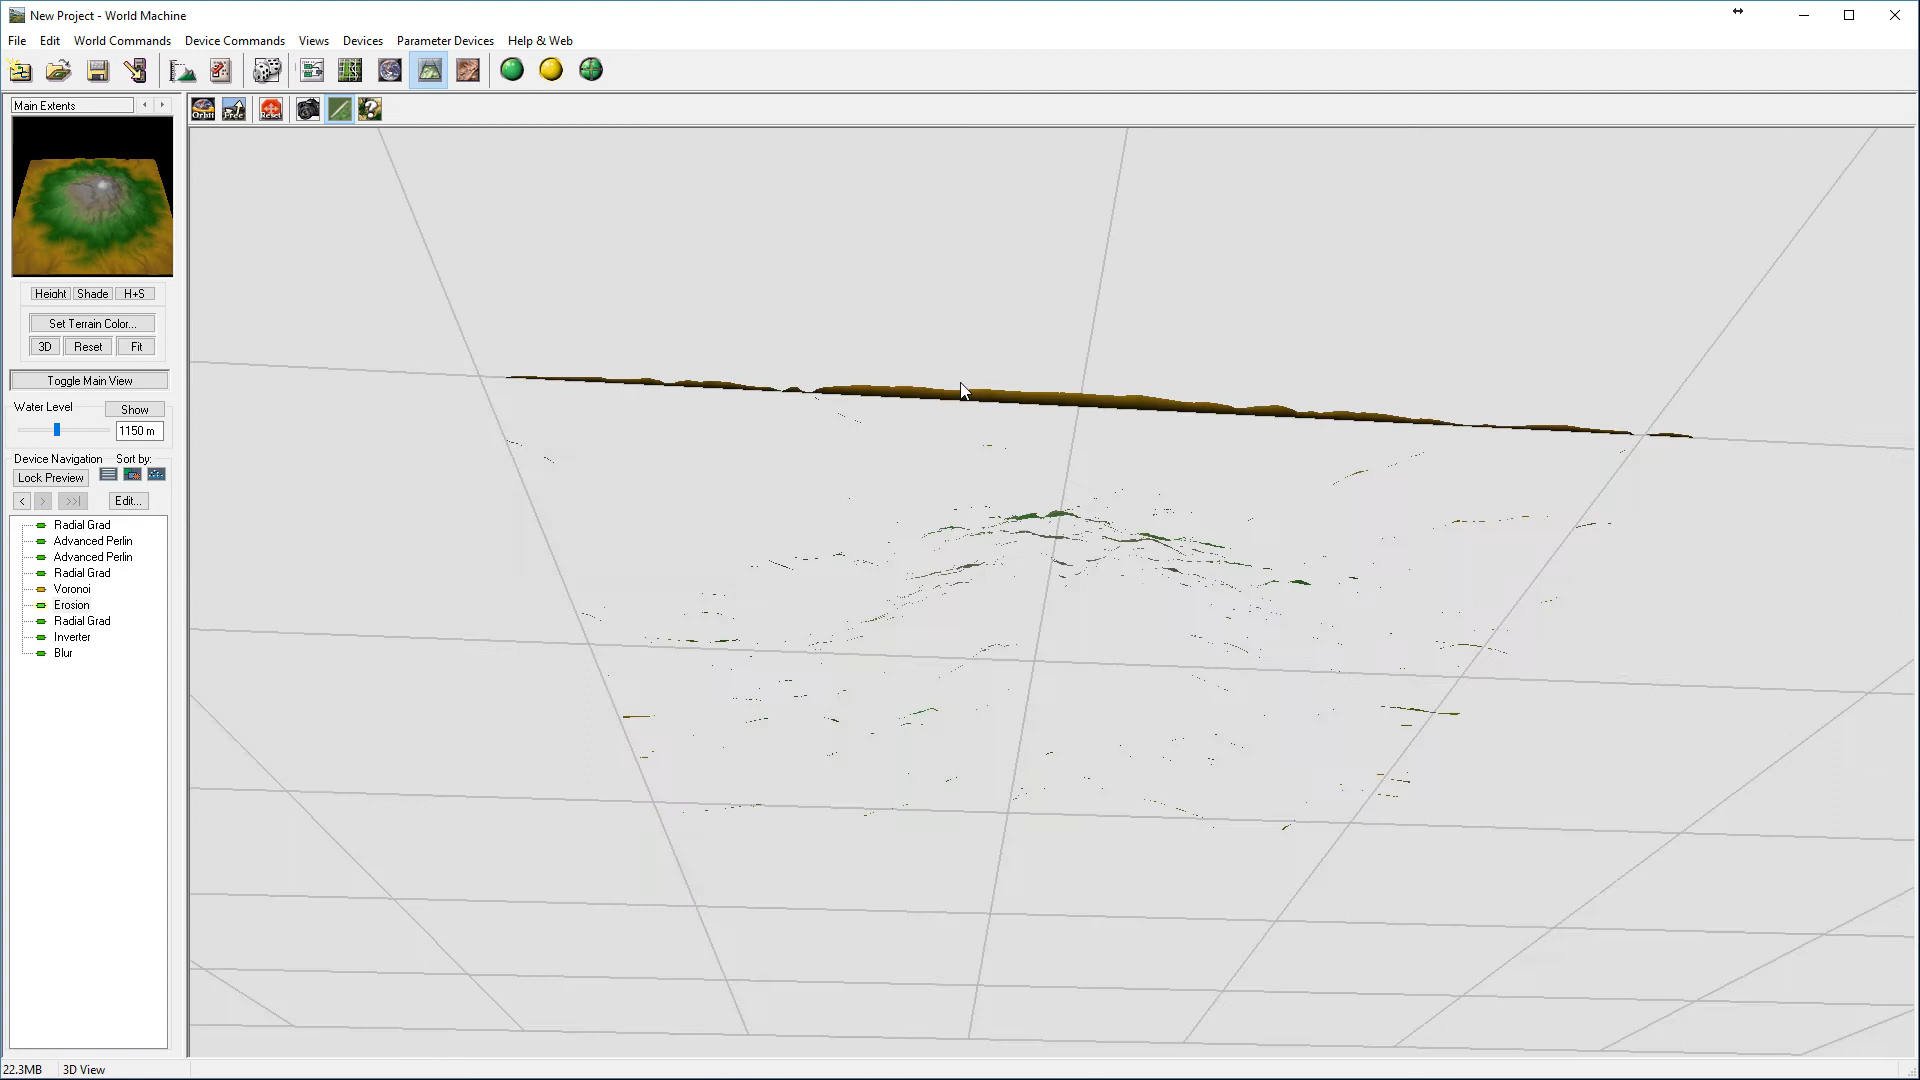 New Project - World Machine
File Edit World Commands Device Commands Views Devices Parameter Devices Help & Web
Main Extents
Orbit Free Reset
Height Shade H+S
Set Terrain Color...
3D Reset Fit
Toggle Main View
Water Level Show
1150 m
Device Navigation Sort by:
Lock Preview
< > >>| Edit...
Radial Grad
Advanced Perlin
Advanced Perlin
Radial Grad
Voronoi
Erosion
Radial Grad
Inverter
Blur
22.3MB 3D View